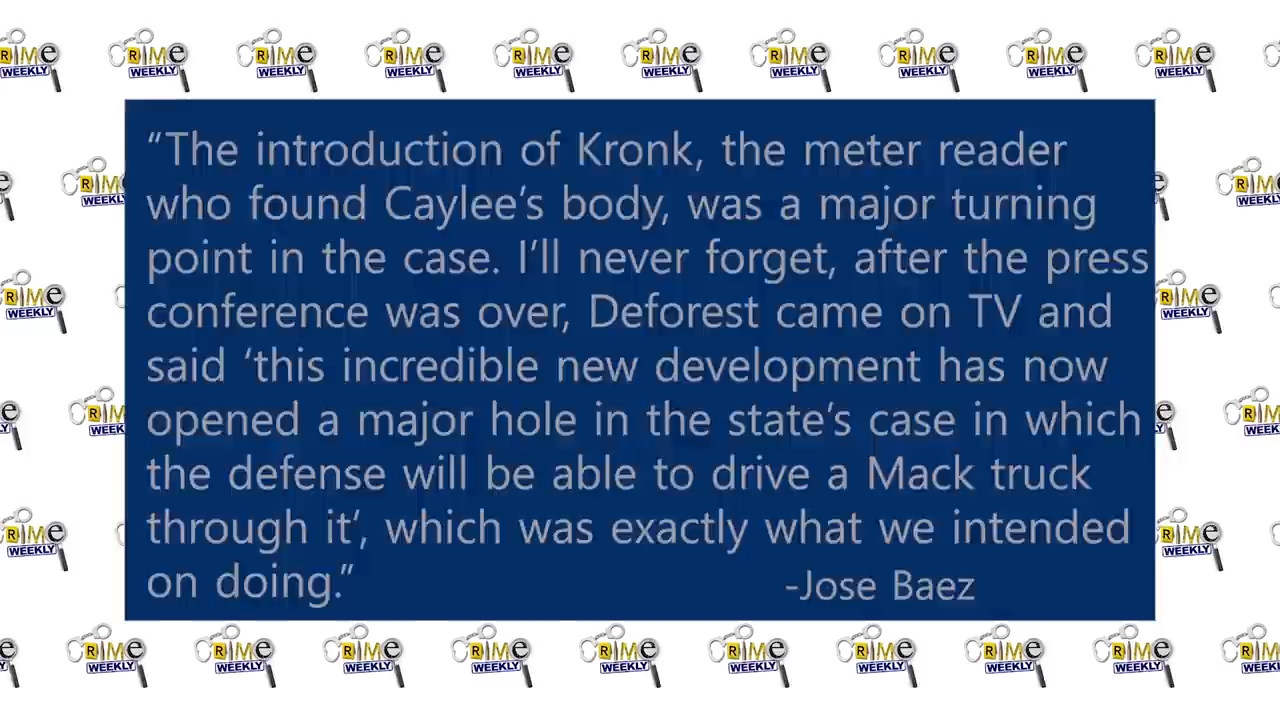 “The introduction of Kronk, the meter reader
who found Caylee’s body, was a major turning
point in the case. I’ll never forget, after the press
conference was over, Deforest came on TV and
said ‘this incredible new development has now
opened a major hole in the state’s case in which
the defense will be able to drive a Mack truck
through it’, which was exactly what we intended
on doing.”
-Jose Baez
CRIMe WEEKLY